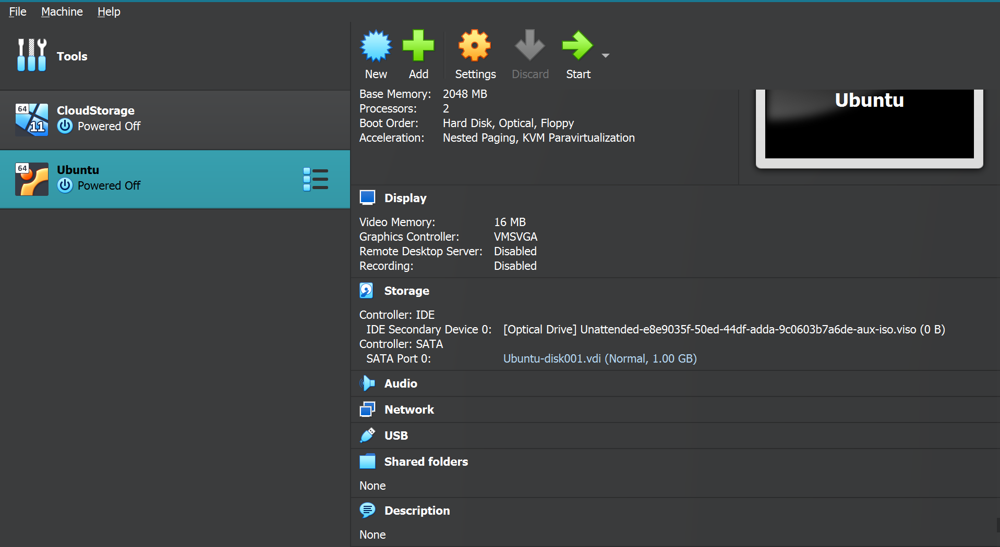 File Machine Help
Tools
New Add Settings Discard Start
64 CloudStorage
11 Powered Off
64 Ubuntu
Powered Off
Base Memory: 2048 MB
Processors: 2
Boot Order: Hard Disk, Optical, Floppy
Acceleration: Nested Paging, KVM Paravirtualization
Ubuntu
Display
Video Memory: 16 MB
Graphics Controller: VMSVGA
Remote Desktop Server: Disabled
Recording: Disabled
Storage
Controller: IDE
IDE Secondary Device 0: [Optical Drive] Unattended-e8e9035f-50ed-44df-adda-9c0603b7a6de-aux-iso.viso (0 B)
Controller: SATA
SATA Port 0: Ubuntu-disk001.vdi (Normal, 1.00 GB)
Audio
Network
USB
Shared folders
None
Description
None